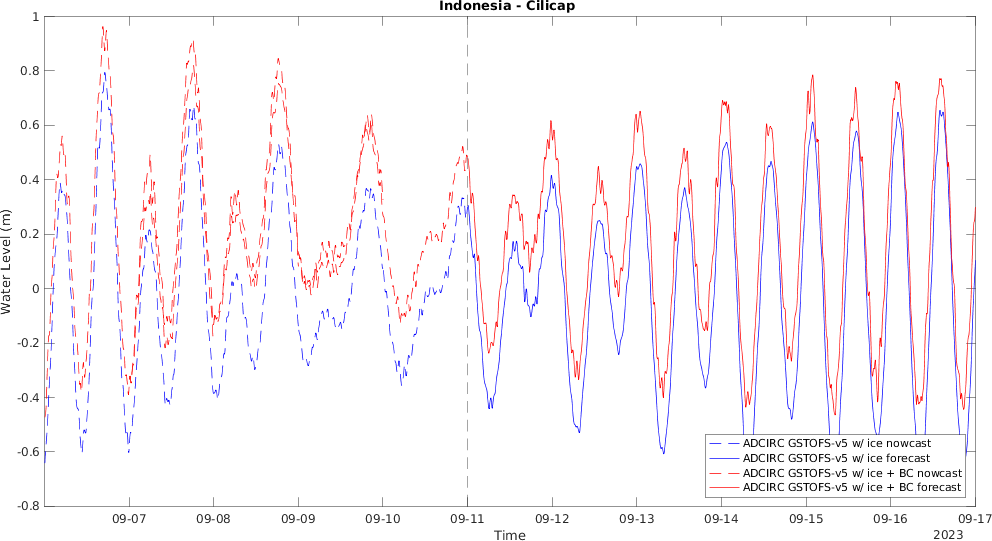 Indonesia - Cilicap
Water Level (m)
1
0.8
0.6
0.4
0.2
0
-0.2
-0.4
-0.6
-0.8
ADCIRC GSTOFS-v5 w/ ice nowcast
ADCIRC GSTOFS-v5 w/ ice forecast
ADCIRC GSTOFS-v5 w/ ice + BC nowcast
ADCIRC GSTOFS-v5 w/ ice + BC forecast
09-07 09-08 09-09 09-10 09-11 09-12 09-13 09-14 09-15 09-16 09-17
Time
2023